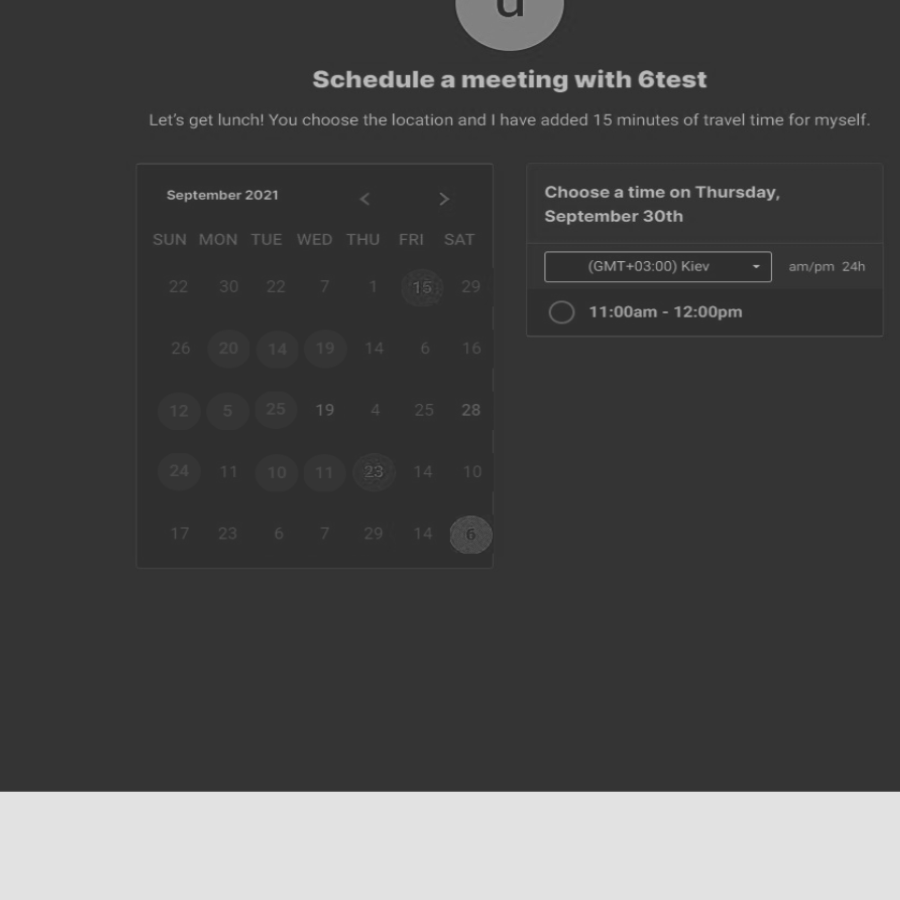 Schedule a meeting with 6test
Let's get lunch! You choose the location and I have added 15 minutes of travel time for myself.
September 2021 < >
SUN MON TUE WED THU FRI SAT
22 30 22 7 1 15 29
26 20 14 19 14 6 16
12 5 25 19 4 25 28
24 11 10 11 23 14 10
17 23 6 7 29 14 6
Choose a time on Thursday,
September 30th
(GMT+03:00) Kiev am/pm 24h
11:00am - 12:00pm